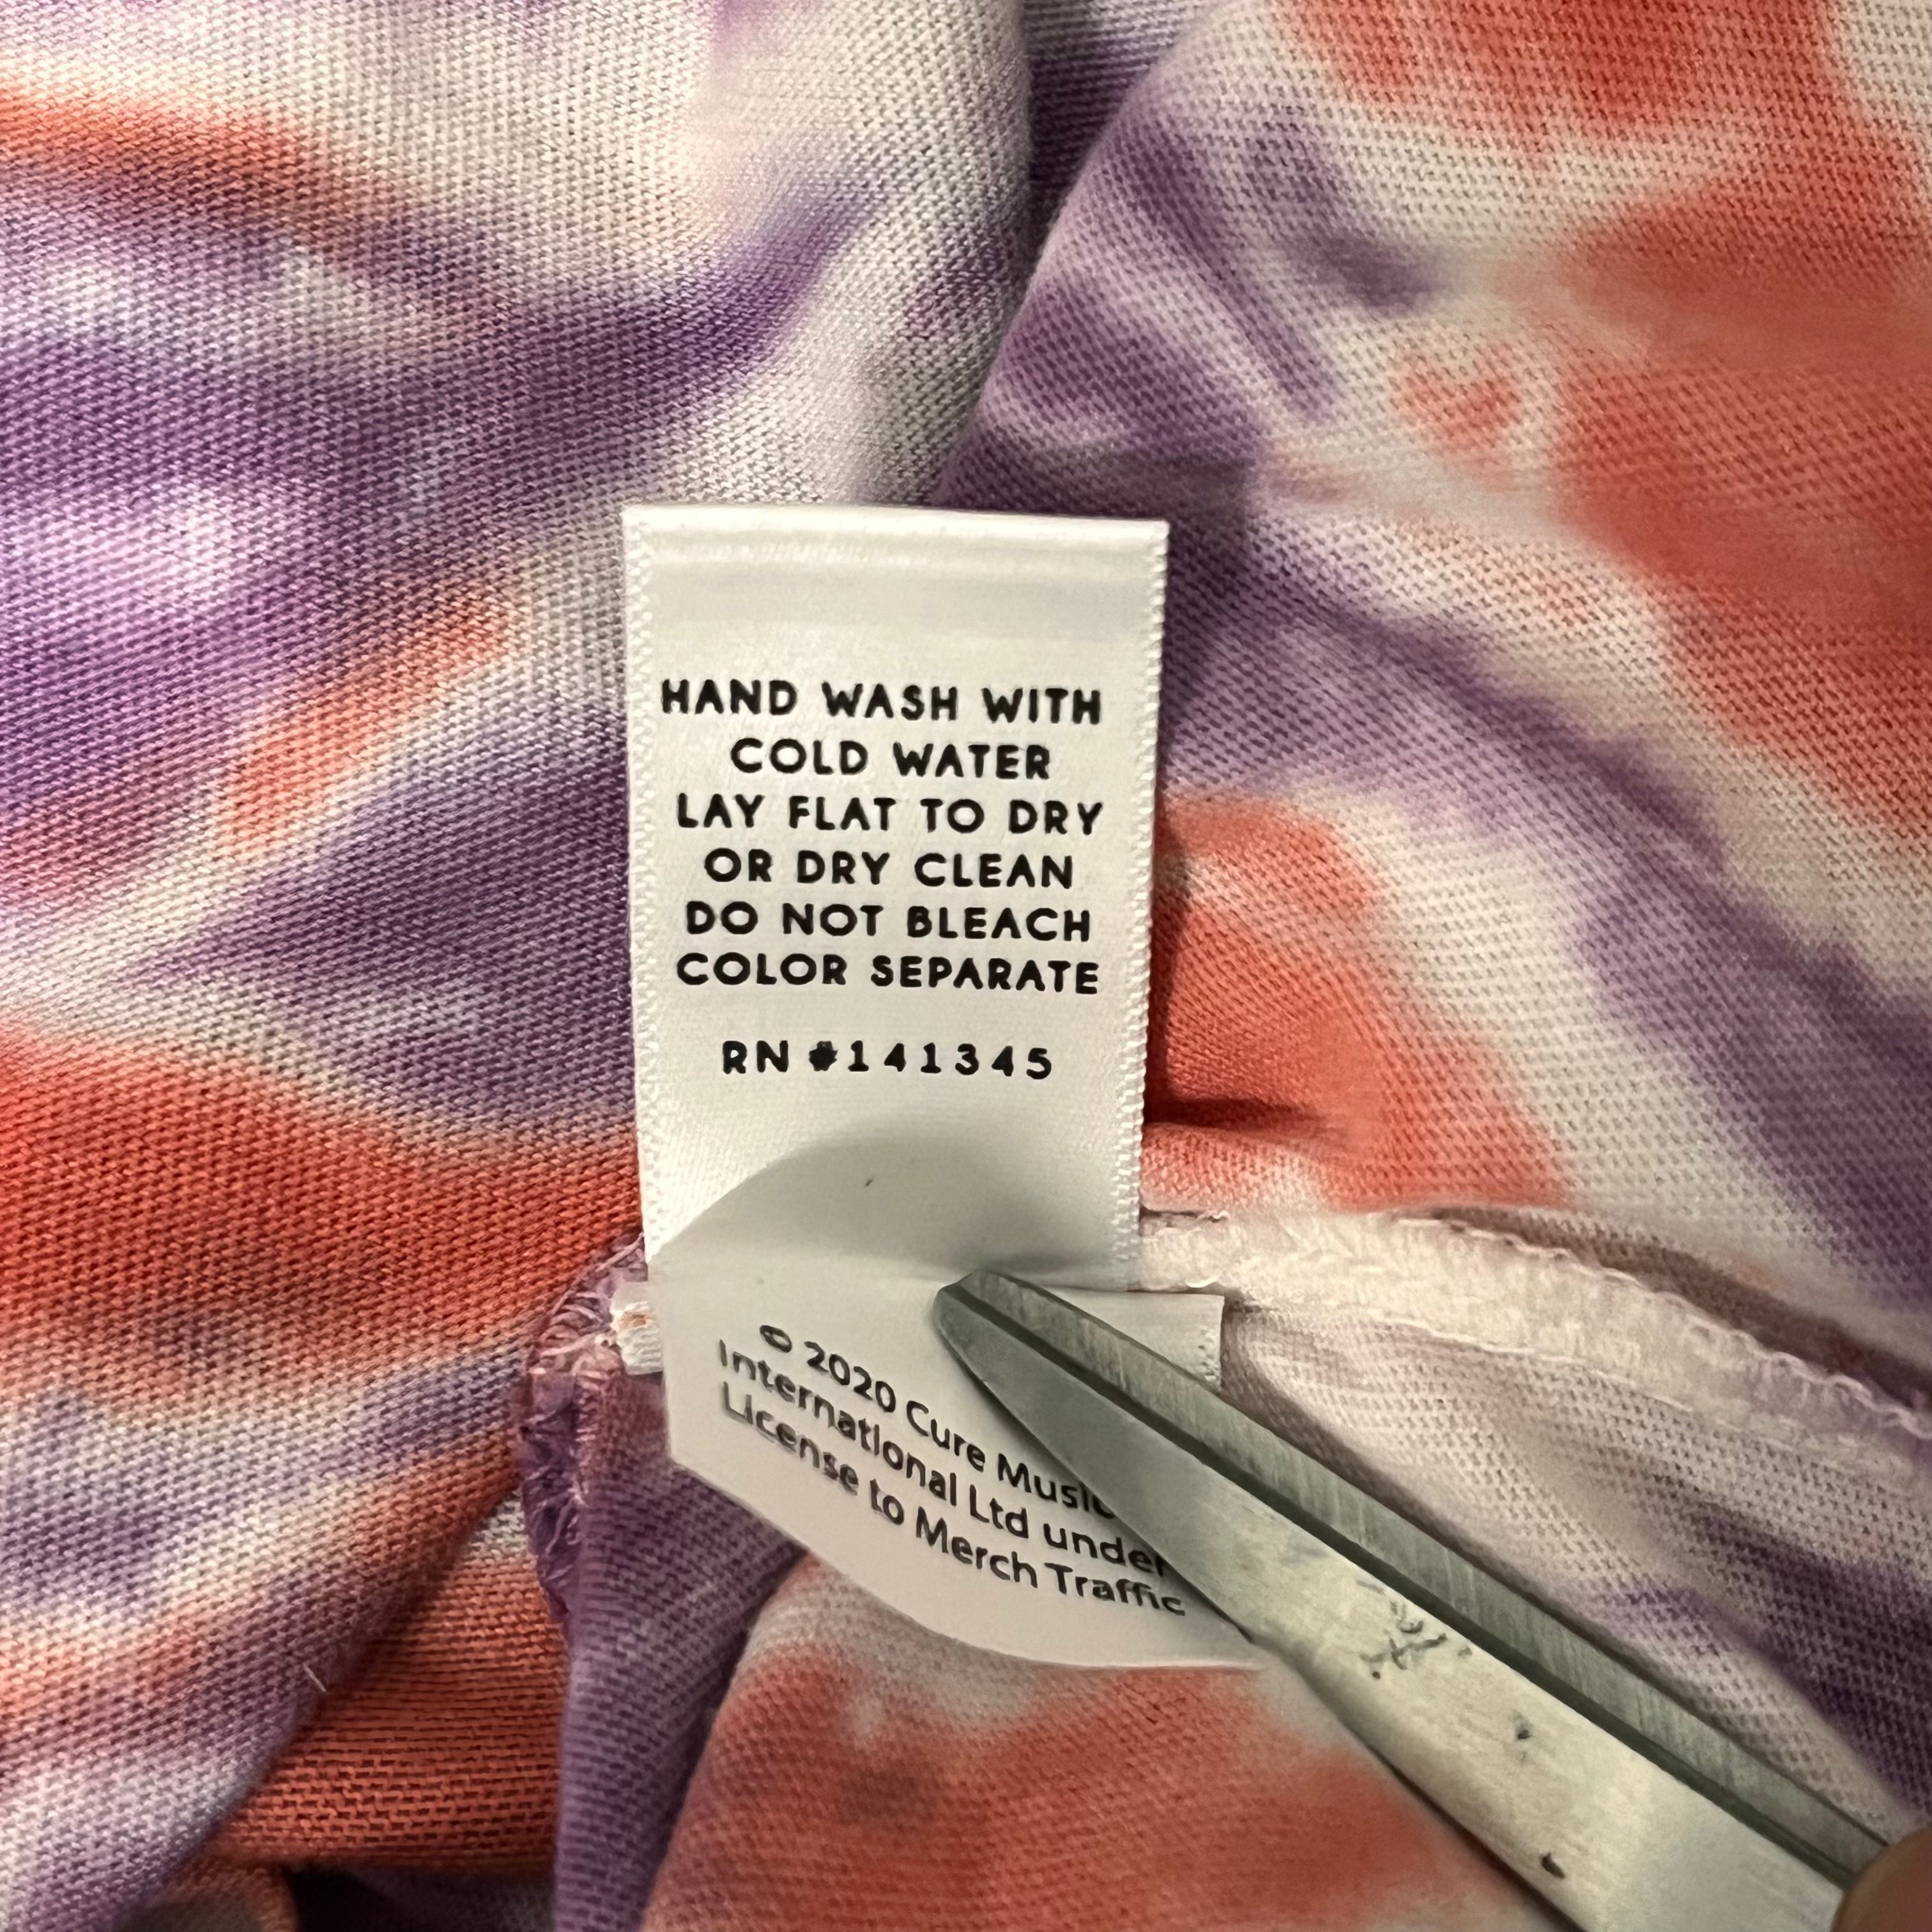 HAND WASH WITH
COLD WATER
LAY FLAT TO DRY
OR DRY CLEAN
DO NOT BLEACH
COLOR SEPARATE
RN #141345
© 2020 Cure Music
International Ltd under
License to Merch Traffic